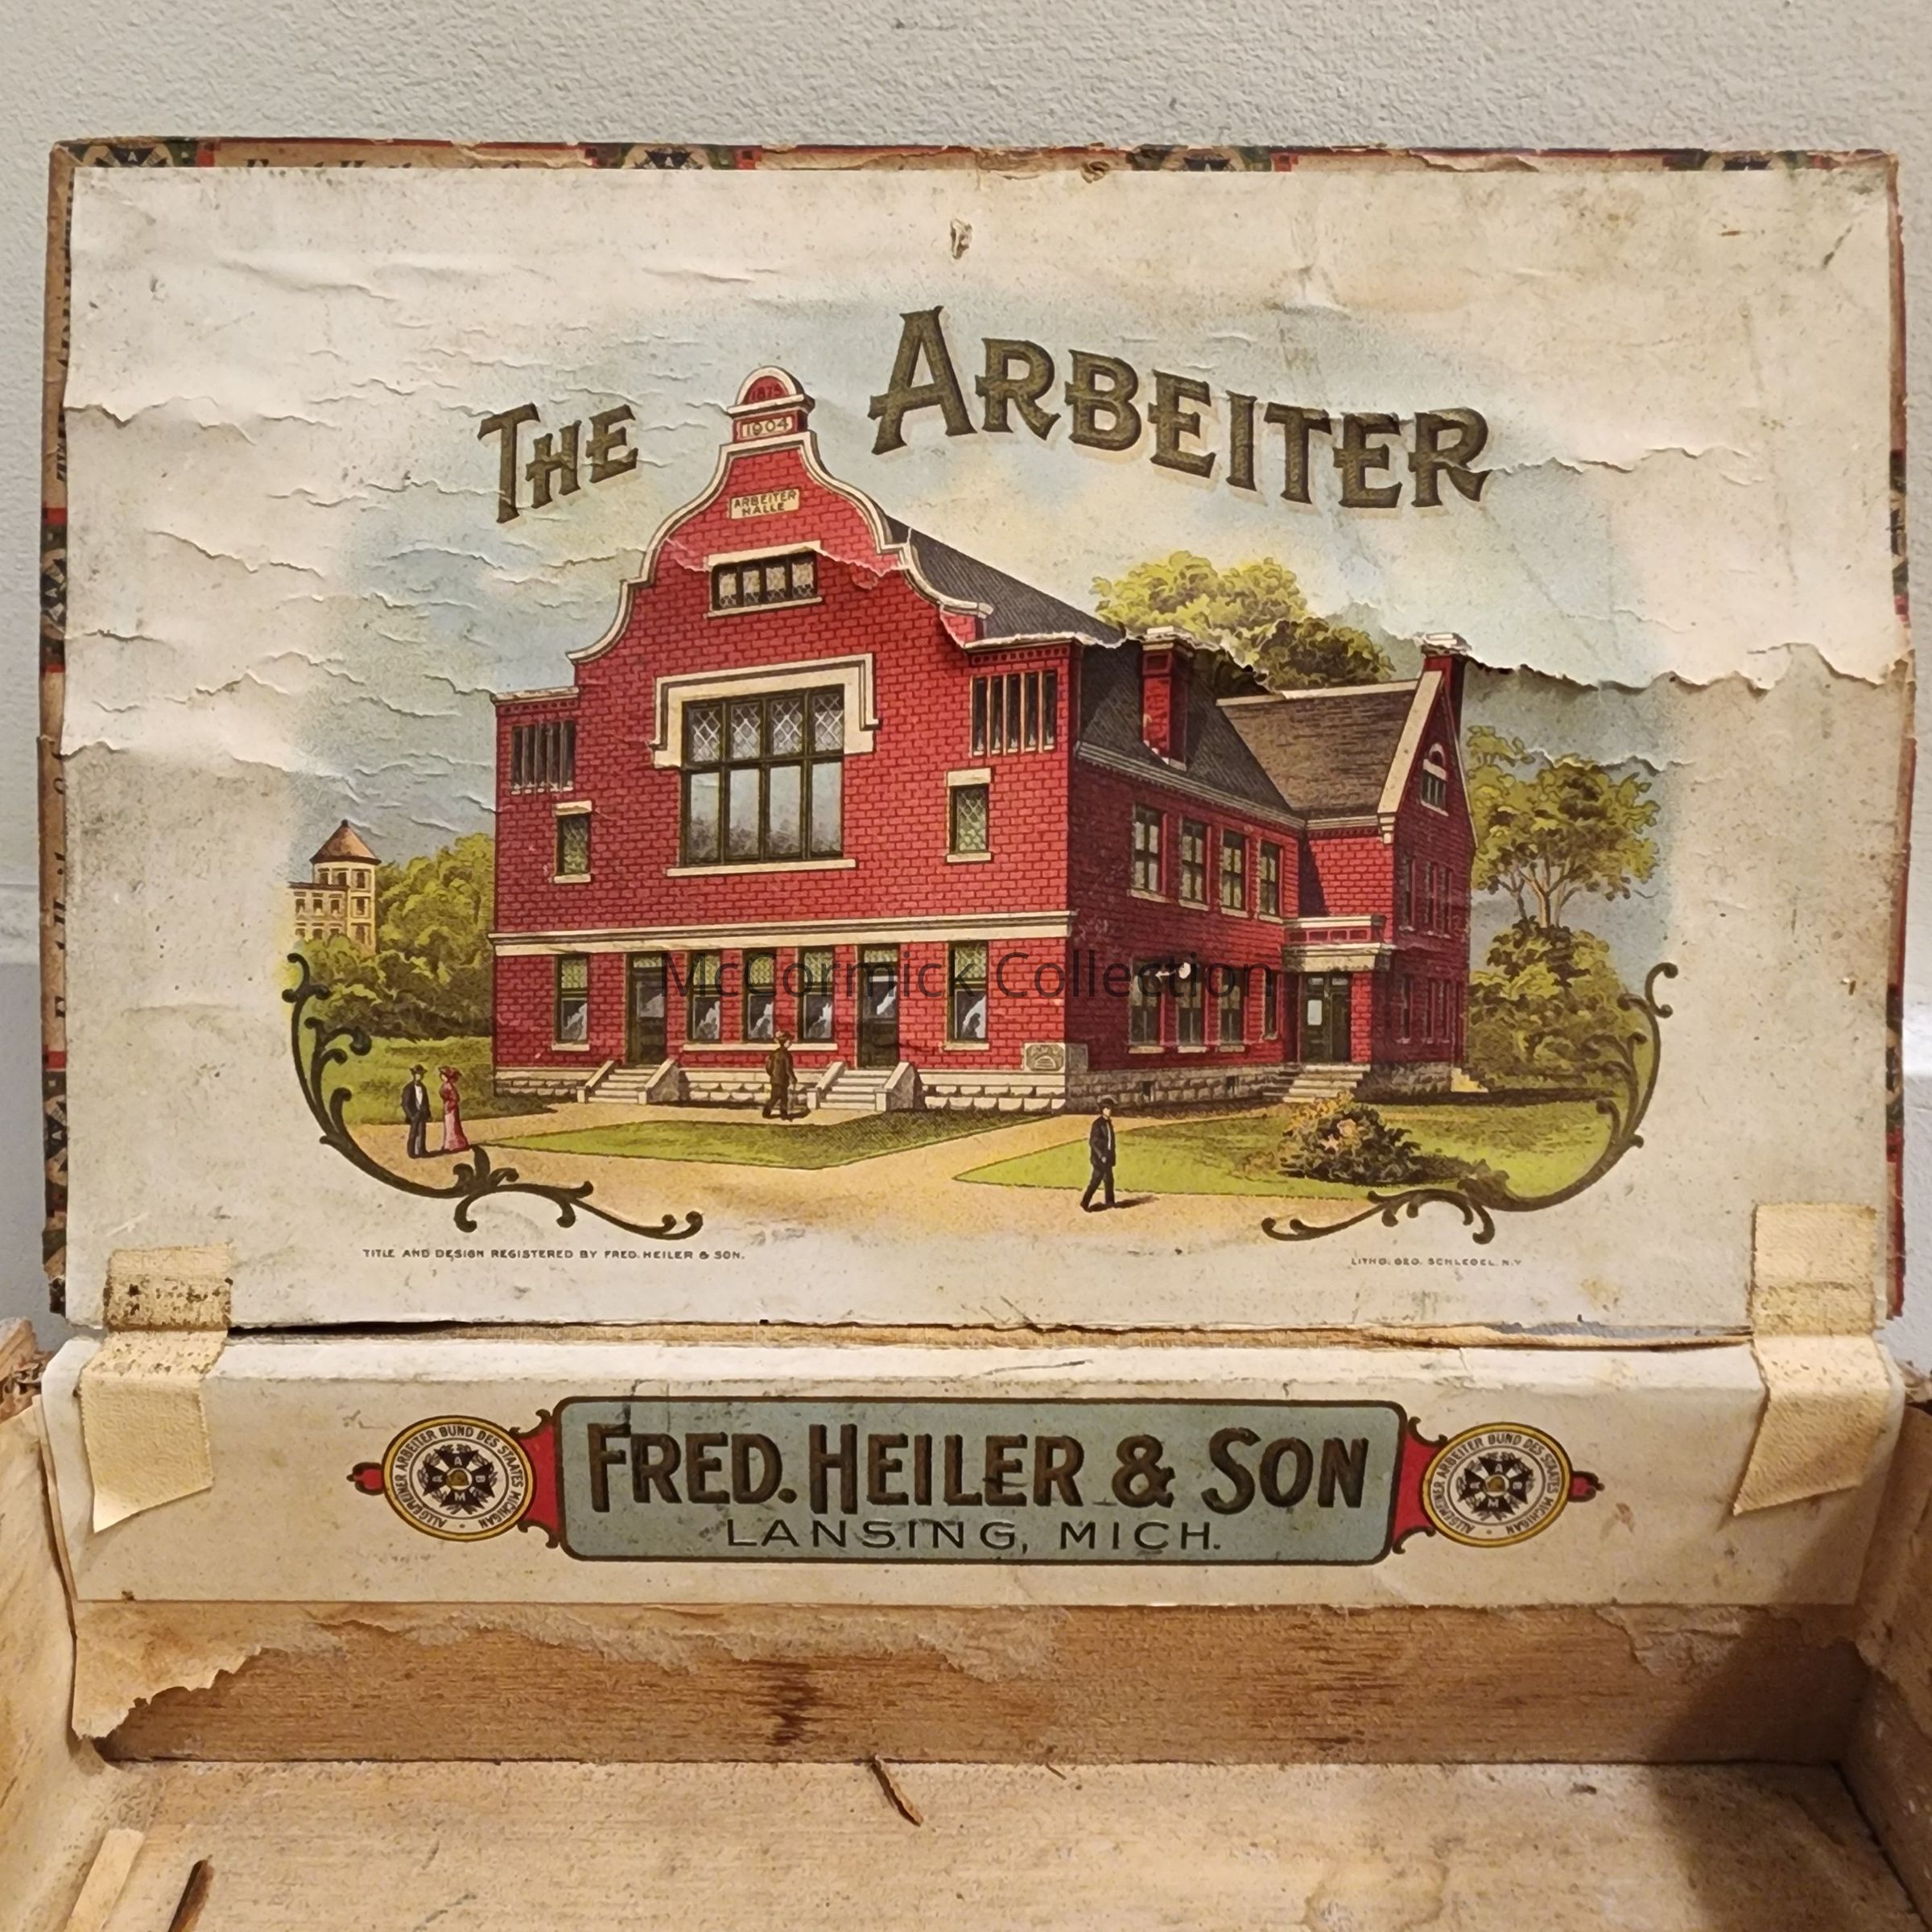 THE ARBEITER
1875
1904
ARBEITER
HALLE
McCormick Collection
TITLE AND DESIGN REGISTERED BY FRED. HEILER & SON.
LITHO. GEO. SCHLEGEL. N.Y
ALLGEMEINER ARBEITER BUND DES STAATES MICHIGAN
A A B M
FRED. HEILER & SON
LANSING, MICH.
ALLGEMEINER ARBEITER BUND DES STAATES MICHIGAN
A A B M